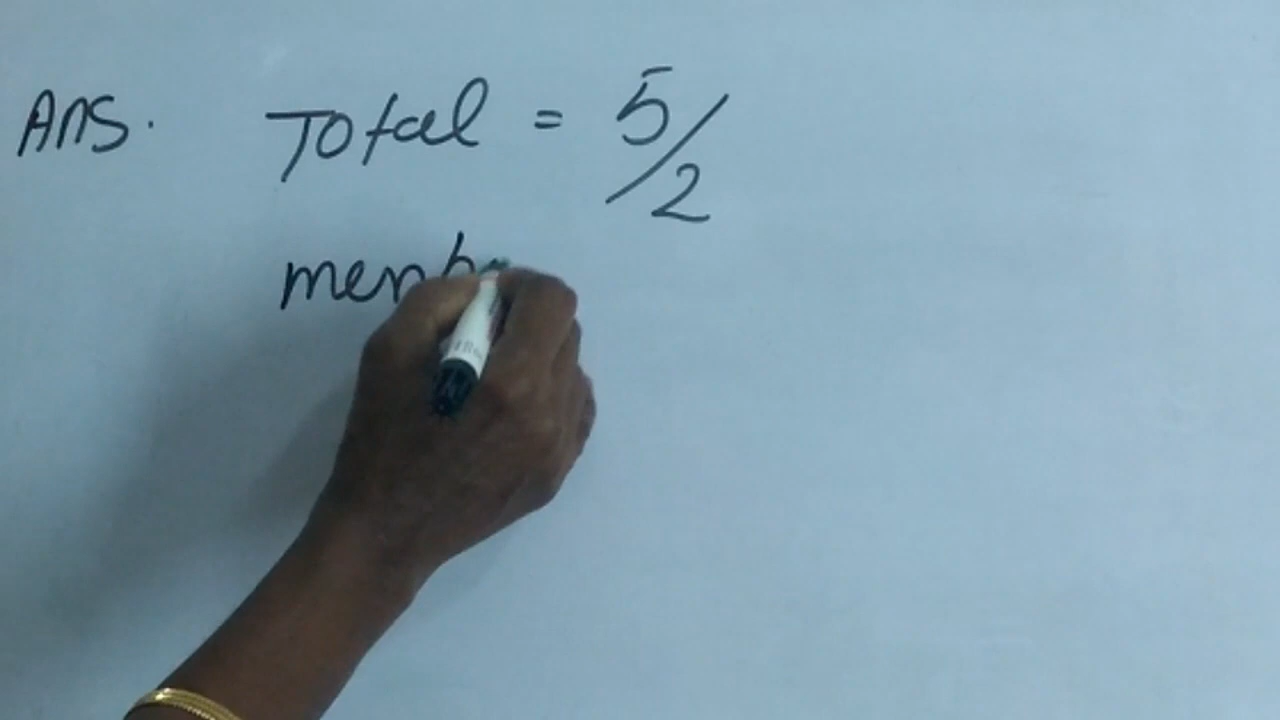 Ans. Total = 5/2